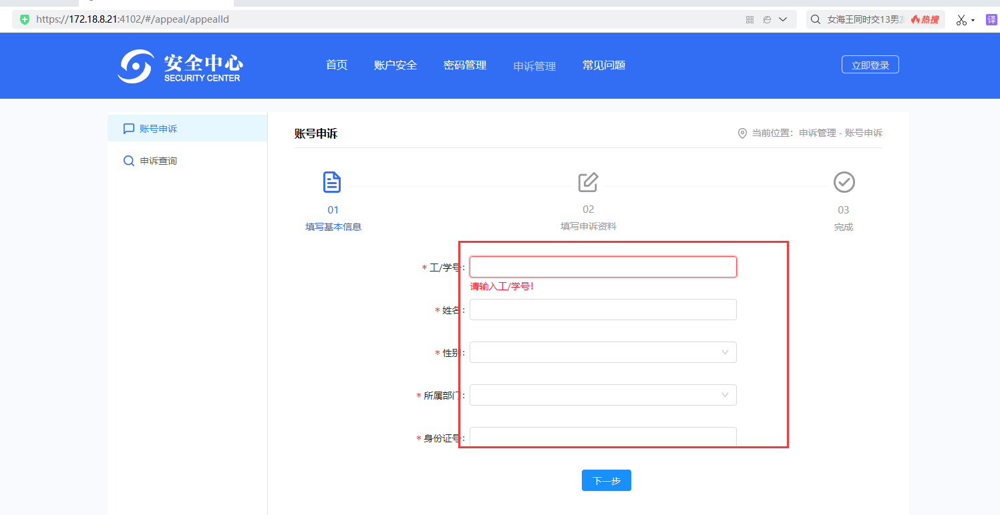 https://172.18.8.21:4102/#/appeal/appealId
女海王同时交13男友
热搜
译
安全中心
SECURITY CENTER
首页
账户安全
密码管理
申诉管理
常见问题
立即登录
账号申诉
申诉查询
账号申诉
当前位置：申诉管理 - 账号申诉
01
填写基本信息
02
填写申诉资料
03
完成
* 工/学号:
请输入工/学号!
* 姓名:
* 性别:
* 所属部门:
* 身份证号:
下一步